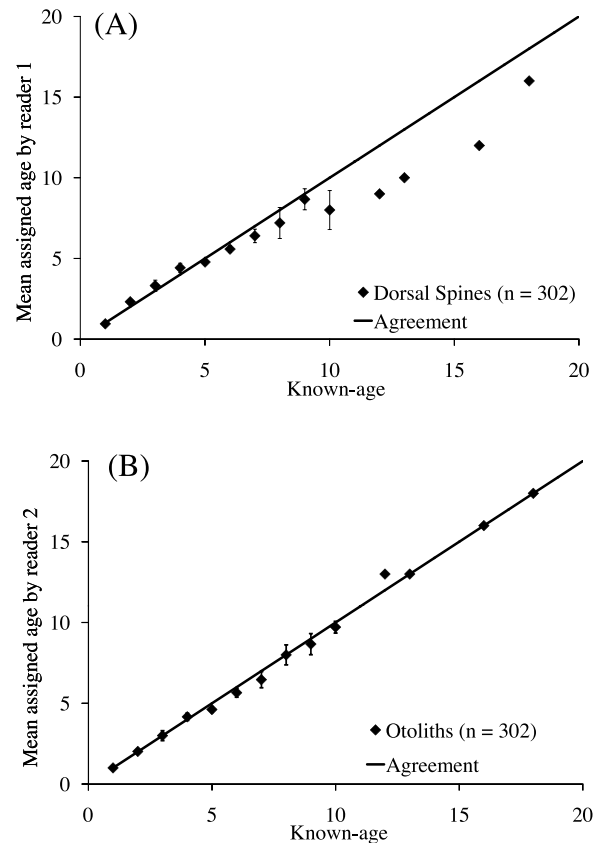 (A)
20
15
10
5
0
Mean assigned age by reader 1
Dorsal Spines (n = 302)
Agreement
0 5 10 15 20
Known-age
(B)
20
15
10
5
0
Mean assigned age by reader 2
Otoliths (n = 302)
Agreement
0 5 10 15 20
Known-age